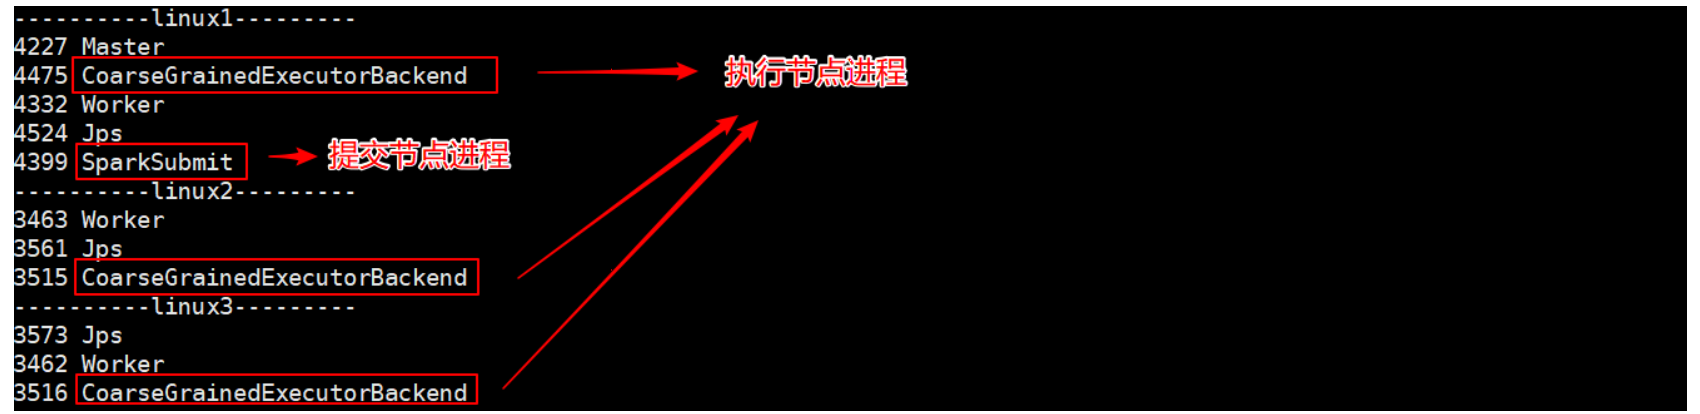 ----------linux1---------
4227 Master
4475 CoarseGrainedExecutorBackend
执行节点进程
4332 Worker
4524 Jps
4399 SparkSubmit
提交节点进程
----------linux2---------
3463 Worker
3561 Jps
3515 CoarseGrainedExecutorBackend
----------linux3---------
3573 Jps
3462 Worker
3516 CoarseGrainedExecutorBackend